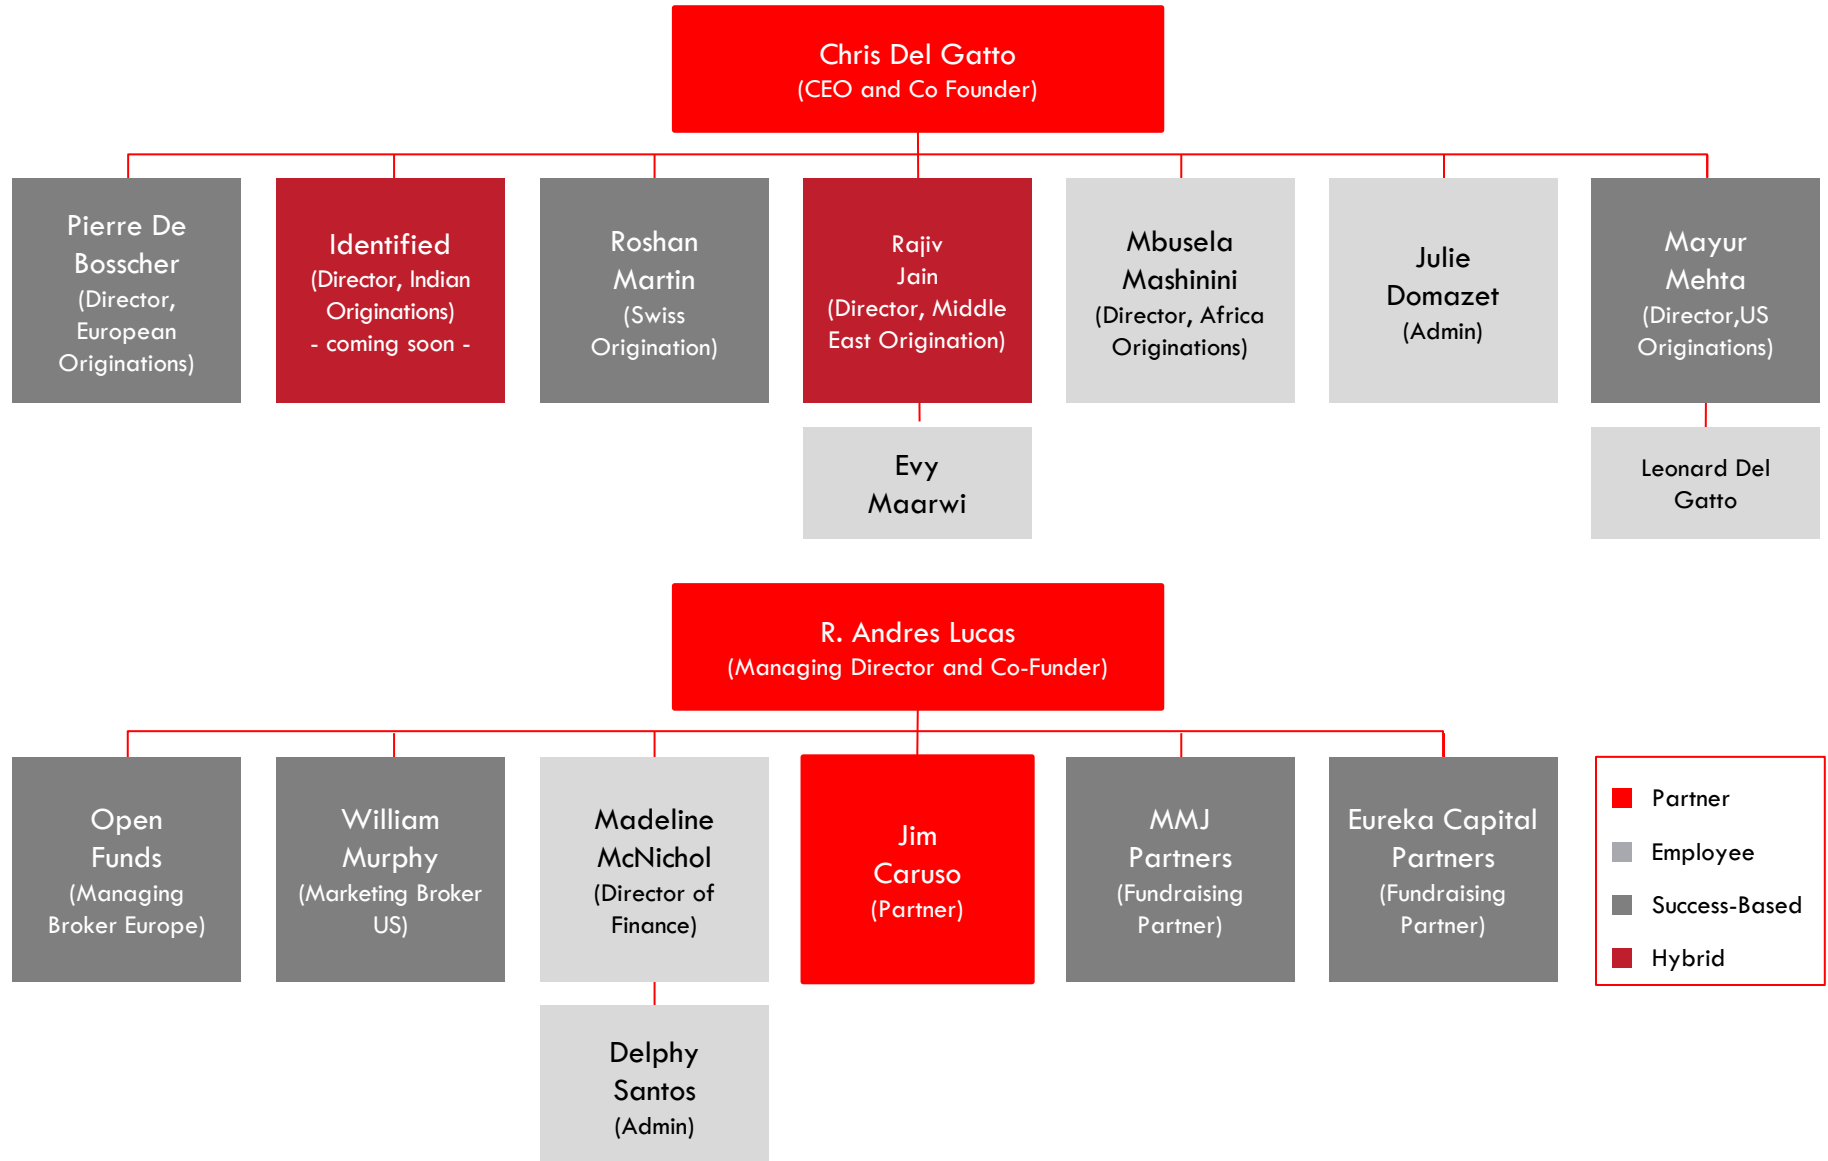 Chris Del Gatto
(CEO and Co Founder)
Pierre De
Bosscher
(Director,
European
Originations)
Identified
(Director, Indian
Originations)
- coming soon -
Roshan
Martin
(Swiss
Origination)
Rajiv
Jain
(Director, Middle
East Origination)
Mbusela
Mashinini
(Director, Africa
Originations)
Julie
Domazet
(Admin)
Mayur
Mehta
(Director,US
Originations)
Evy
Maarwi
Leonard Del
Gatto
R. Andres Lucas
(Managing Director and Co-Funder)
Open
Funds
(Managing
Broker Europe)
William
Murphy
(Marketing Broker
US)
Madeline
McNichol
(Director of
Finance)
Jim
Caruso
(Partner)
MMJ
Partners
(Fundraising
Partner)
Eureka Capital
Partners
(Fundraising
Partner)
Partner
Employee
Success-Based
Hybrid
Delphy
Santos
(Admin)